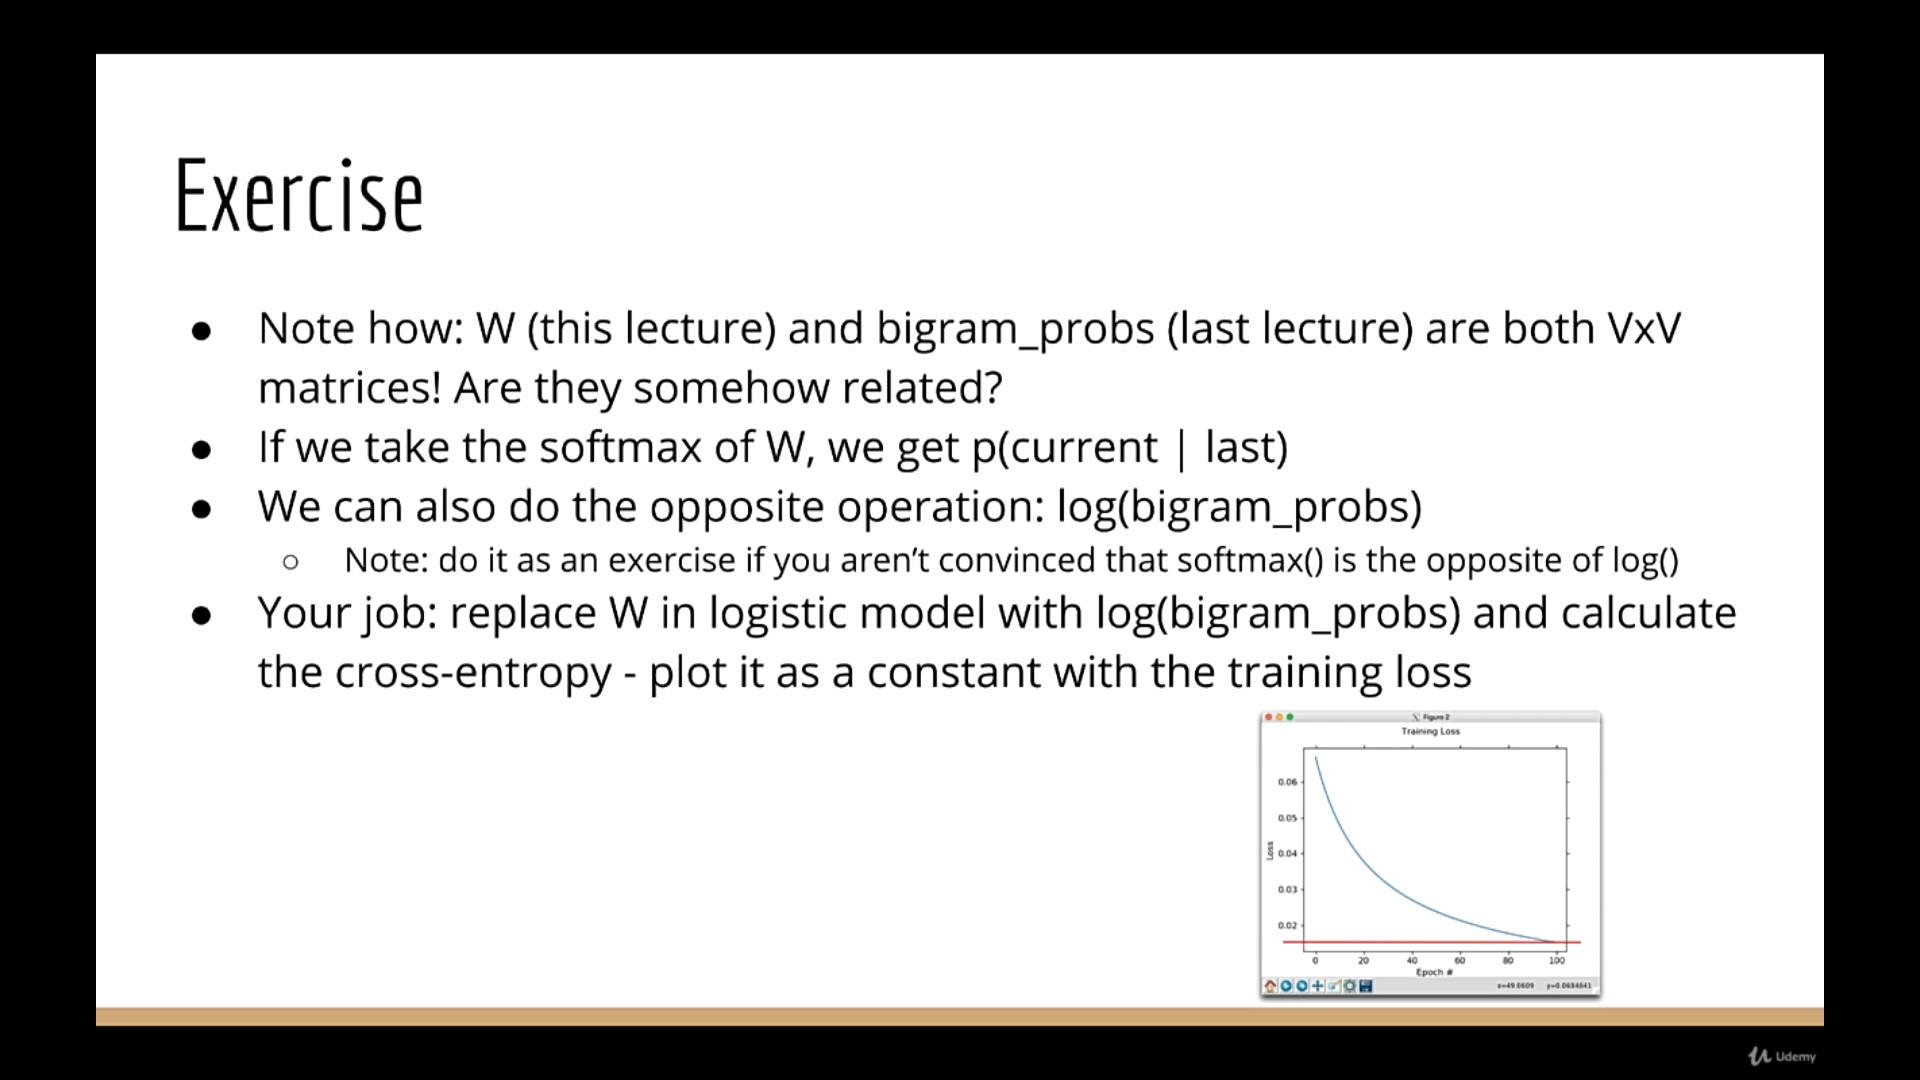 Exercise
● Note how: W (this lecture) and bigram_probs (last lecture) are both VxV
matrices! Are they somehow related?
● If we take the softmax of W, we get p(current | last)
● We can also do the opposite operation: log(bigram_probs)
○ Note: do it as an exercise if you aren’t convinced that softmax() is the opposite of log()
● Your job: replace W in logistic model with log(bigram_probs) and calculate
the cross-entropy - plot it as a constant with the training loss
Figure 2
Training Loss
0.06
0.05
Loss
0.04
0.03
0.02
0 20 40 60 80 100
Epoch #
Udemy